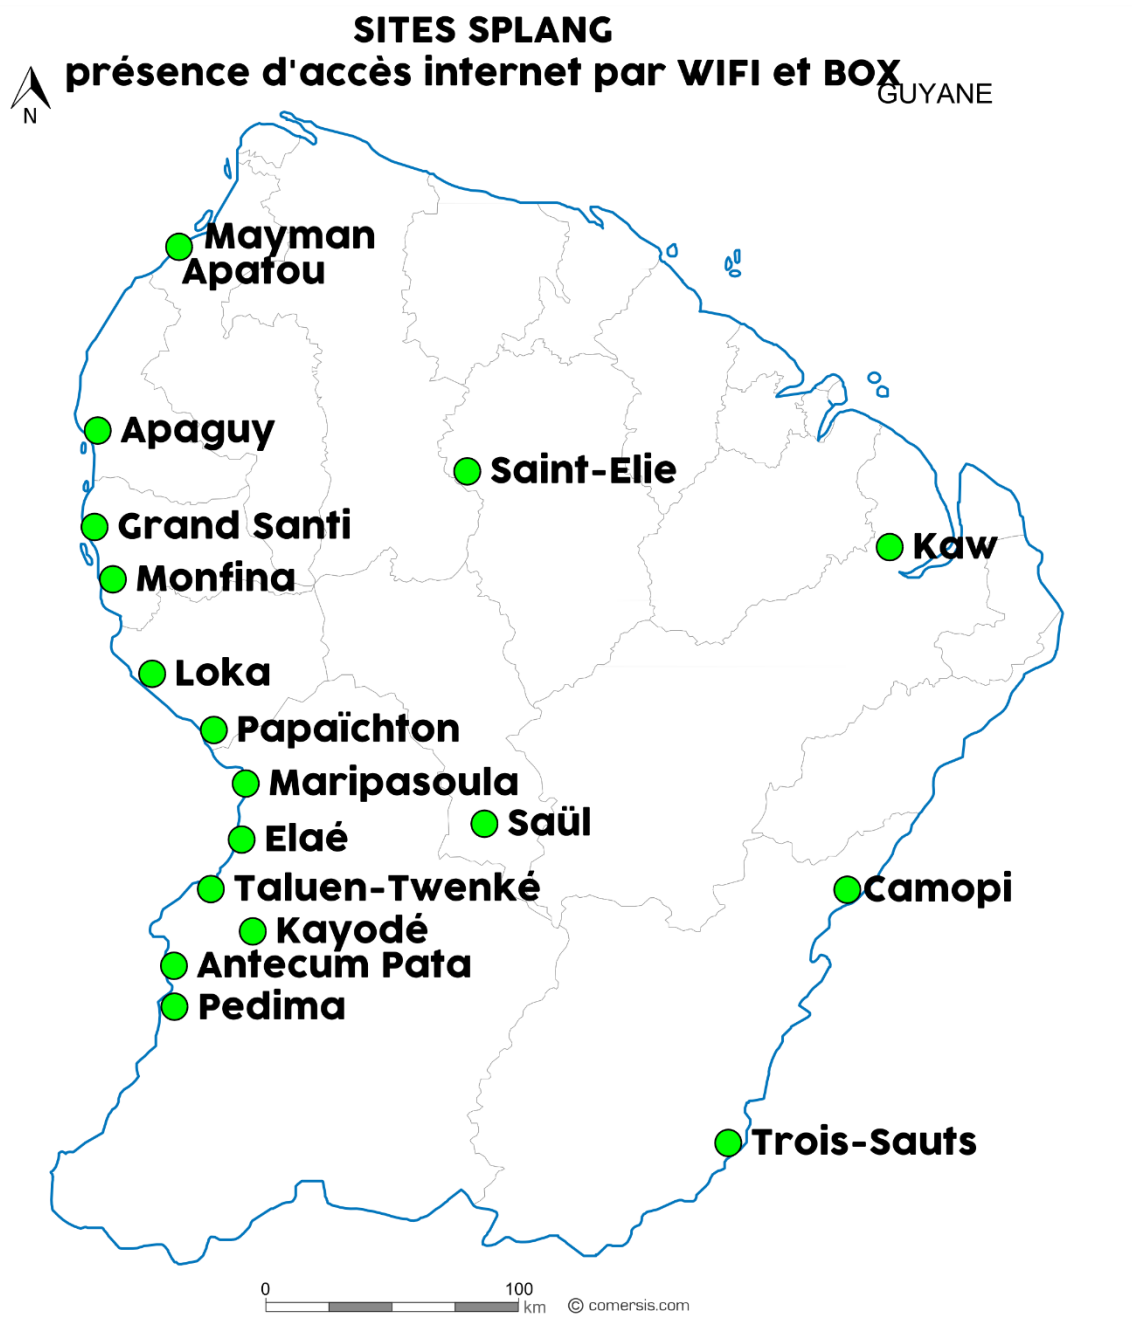 SITES SPLANG
présence d'accès internet par WIFI et BOX
GUYANE
N
Mayman
Apatou
Apaguy
Saint-Elie
Grand Santi
Kaw
Monfina
Loka
Papaïchton
Maripasoula
Saül
Elaé
Taluen-Twenké
Camopi
Kayodé
Antecum Pata
Pedima
Trois-Sauts
0 100
km © comersis.com